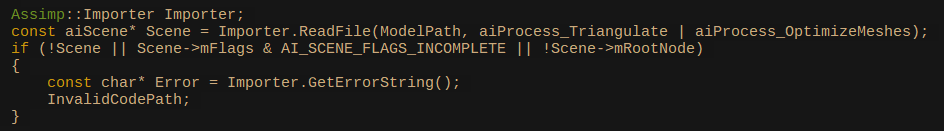 Assimp::Importer Importer;
const aiScene* Scene = Importer.ReadFile(ModelPath, aiProcess_Triangulate | aiProcess_OptimizeMeshes);
if (!Scene || Scene->mFlags & AI_SCENE_FLAGS_INCOMPLETE || !Scene->mRootNode)
{
    const char* Error = Importer.GetErrorString();
    InvalidCodePath;
}